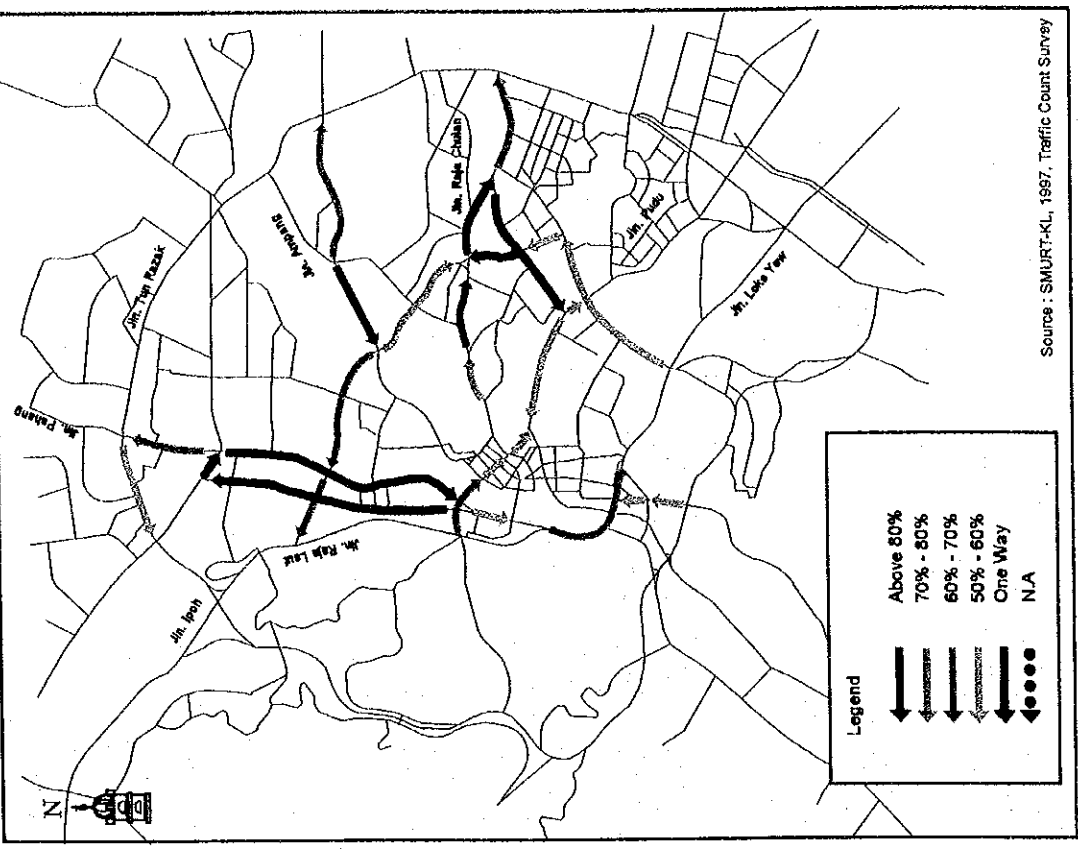 N
Jln. Pahang
Jln. Tun Razak
Jln. Ampang
Jln. Raja Chulan
Jln. Ipoh
Jln. Raja Laut
Jln. Pudu
Jln. Loke Yew
Legend
Above 80%
70% - 80%
60% - 70%
50% - 60%
One Way
N.A
Source : SMURT-KL, 1997, Traffic Count Survey